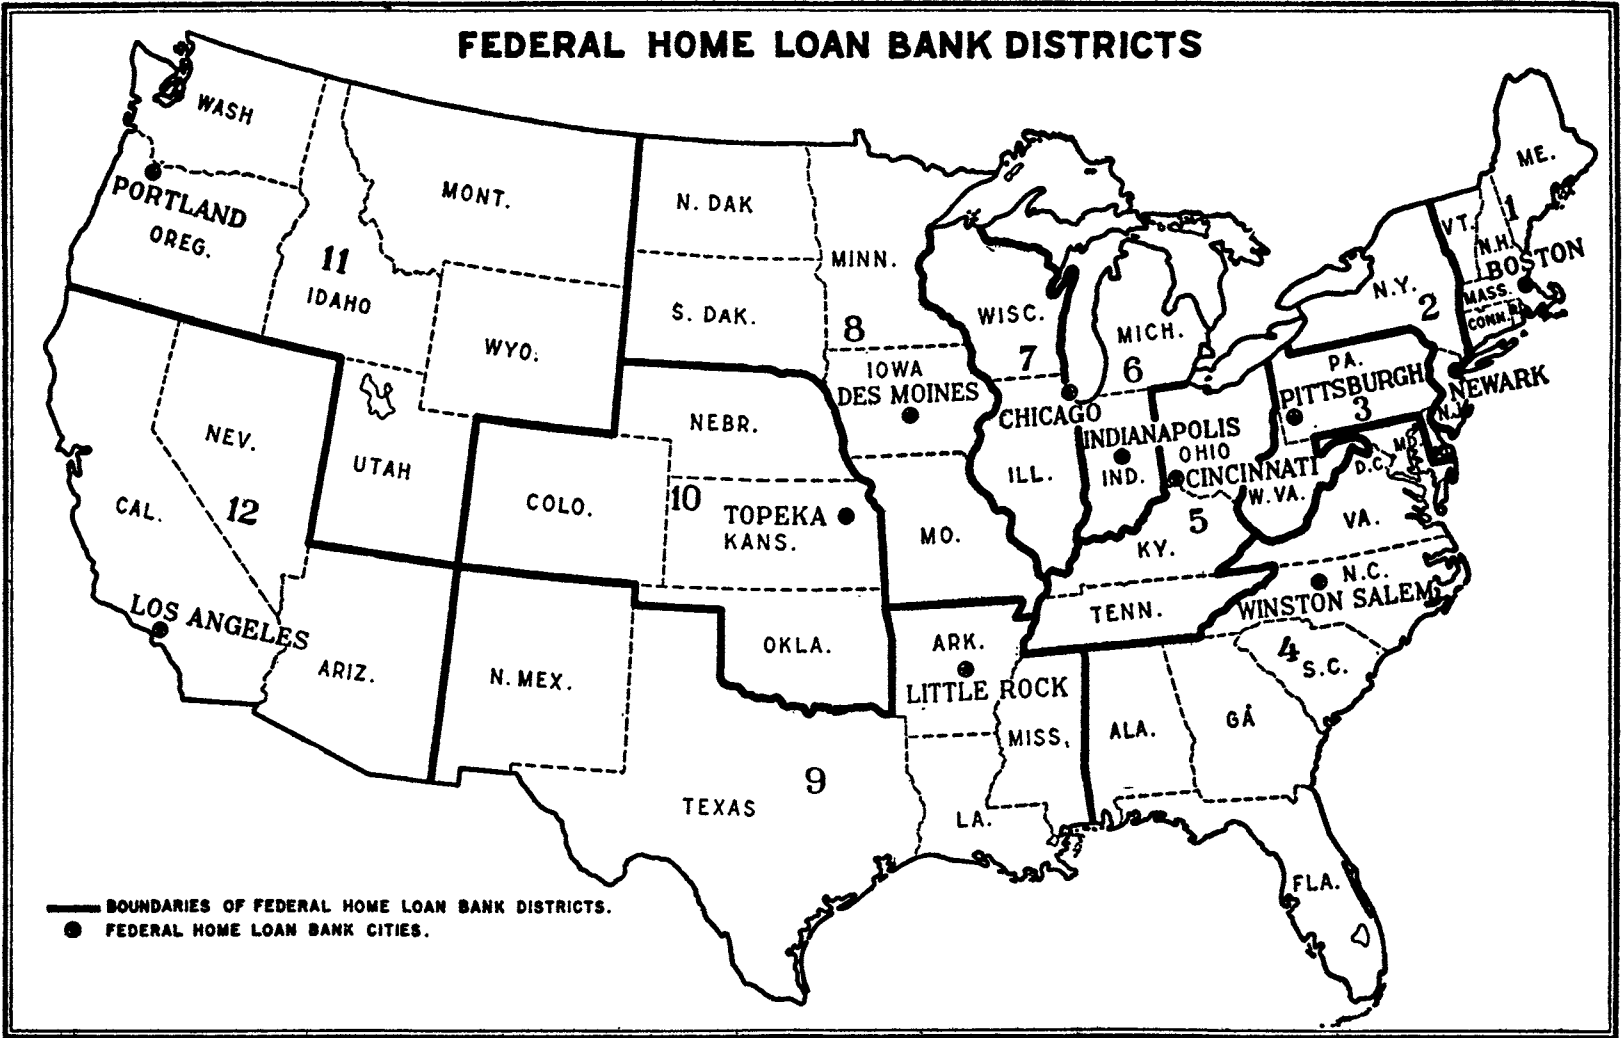 FEDERAL HOME LOAN BANK DISTRICTS
WASH
PORTLAND
OREG.
MONT.
11
IDAHO
WYO.
N. DAK
S. DAK.
MINN.
8
IOWA
DES MOINES
NEBR.
WISC.
7
MICH.
6
CHICAGO
ILL.
INDIANAPOLIS
IND.
OHIO
CINCINNATI
W.VA.
5
KY.
ME.
1
VT.
N.H.
BOSTON
MASS.
CONN.
R.I.
N.Y.
2
PA.
PITTSBURGH
3
NEWARK
N.J.
MD.
D.C.
VA.
NEV.
UTAH
CAL.
12
LOS ANGELES
ARIZ.
COLO.
10
TOPEKA
KANS.
MO.
N. MEX.
OKLA.
ARK.
LITTLE ROCK
TENN.
N.C.
WINSTON SALEM
4
S.C.
MISS.
ALA.
GA
9
TEXAS
LA.
FLA.
BOUNDARIES OF FEDERAL HOME LOAN BANK DISTRICTS.
FEDERAL HOME LOAN BANK CITIES.